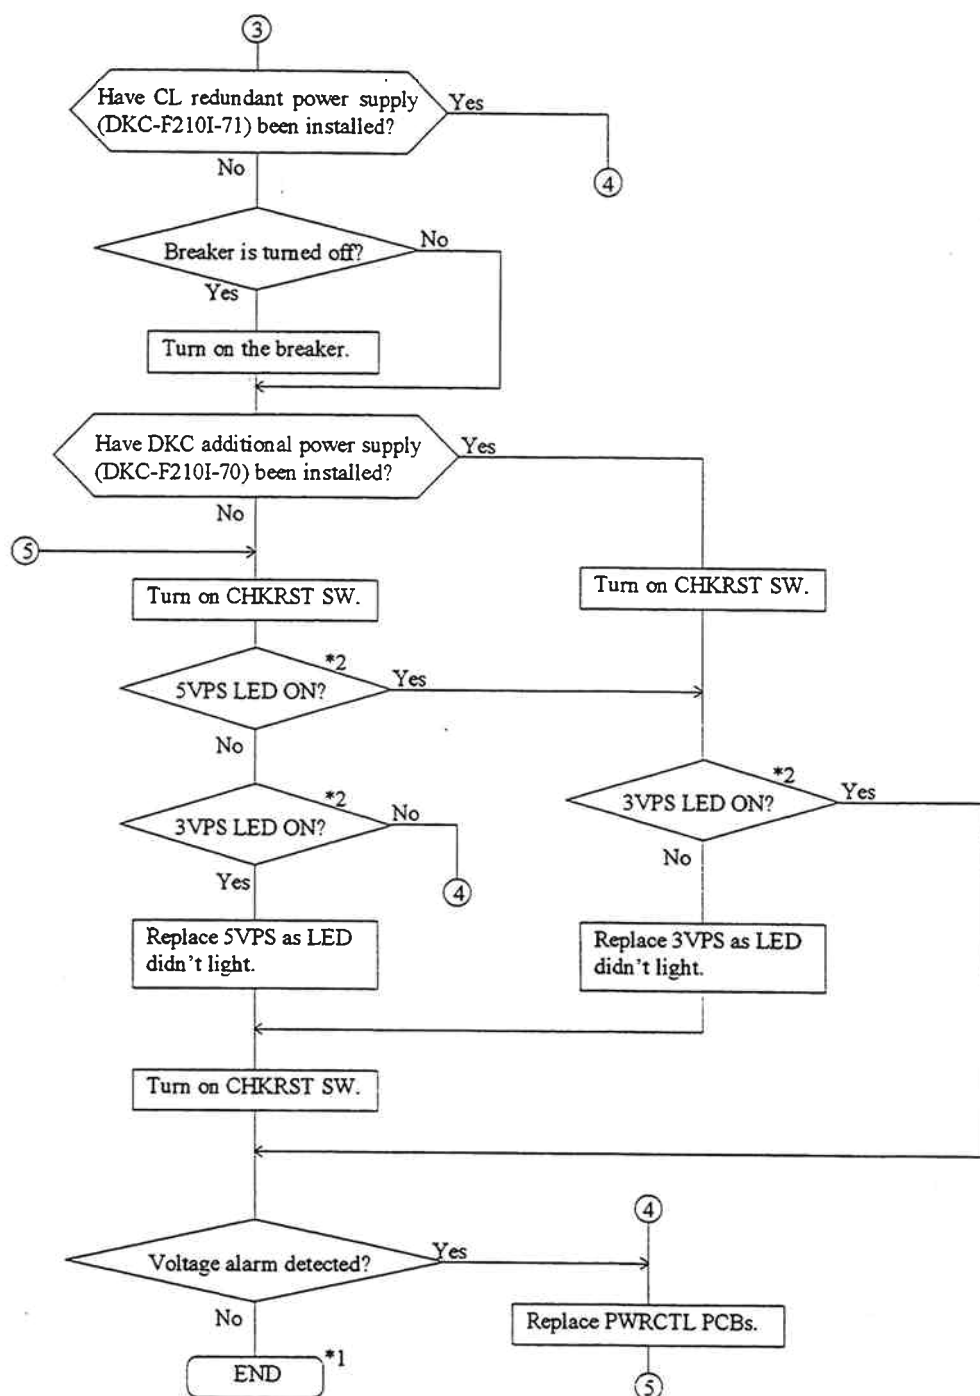 3
Have CL redundant power supply
(DKC-F210I-71) been installed?
Yes
4
No
Breaker is turned off?
No
Yes
Turn on the breaker.
Have DKC additional power supply
(DKC-F210I-70) been installed?
Yes
No
5
Turn on CHKRST SW.
Turn on CHKRST SW.
5VPS LED ON?
*2
Yes
No
3VPS LED ON?
*2
No
4
Yes
3VPS LED ON?
*2
Yes
No
Replace 5VPS as LED
didn't light.
Replace 3VPS as LED
didn't light.
Turn on CHKRST SW.
Voltage alarm detected?
Yes
No
4
Replace PWRCTL PCBs.
5
END
*1